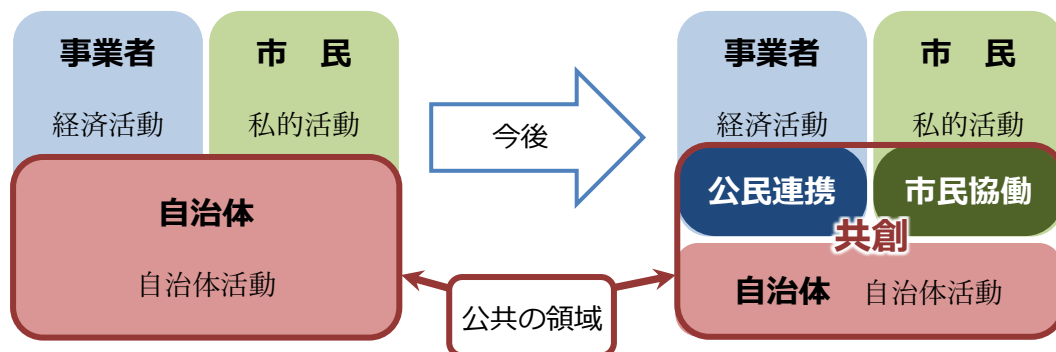 事業者
経済活動
市　民
私的活動
自治体
自治体活動
今後
公共の領域
事業者
経済活動
市　民
私的活動
公民連携
市民協働
共創
自治体　自治体活動